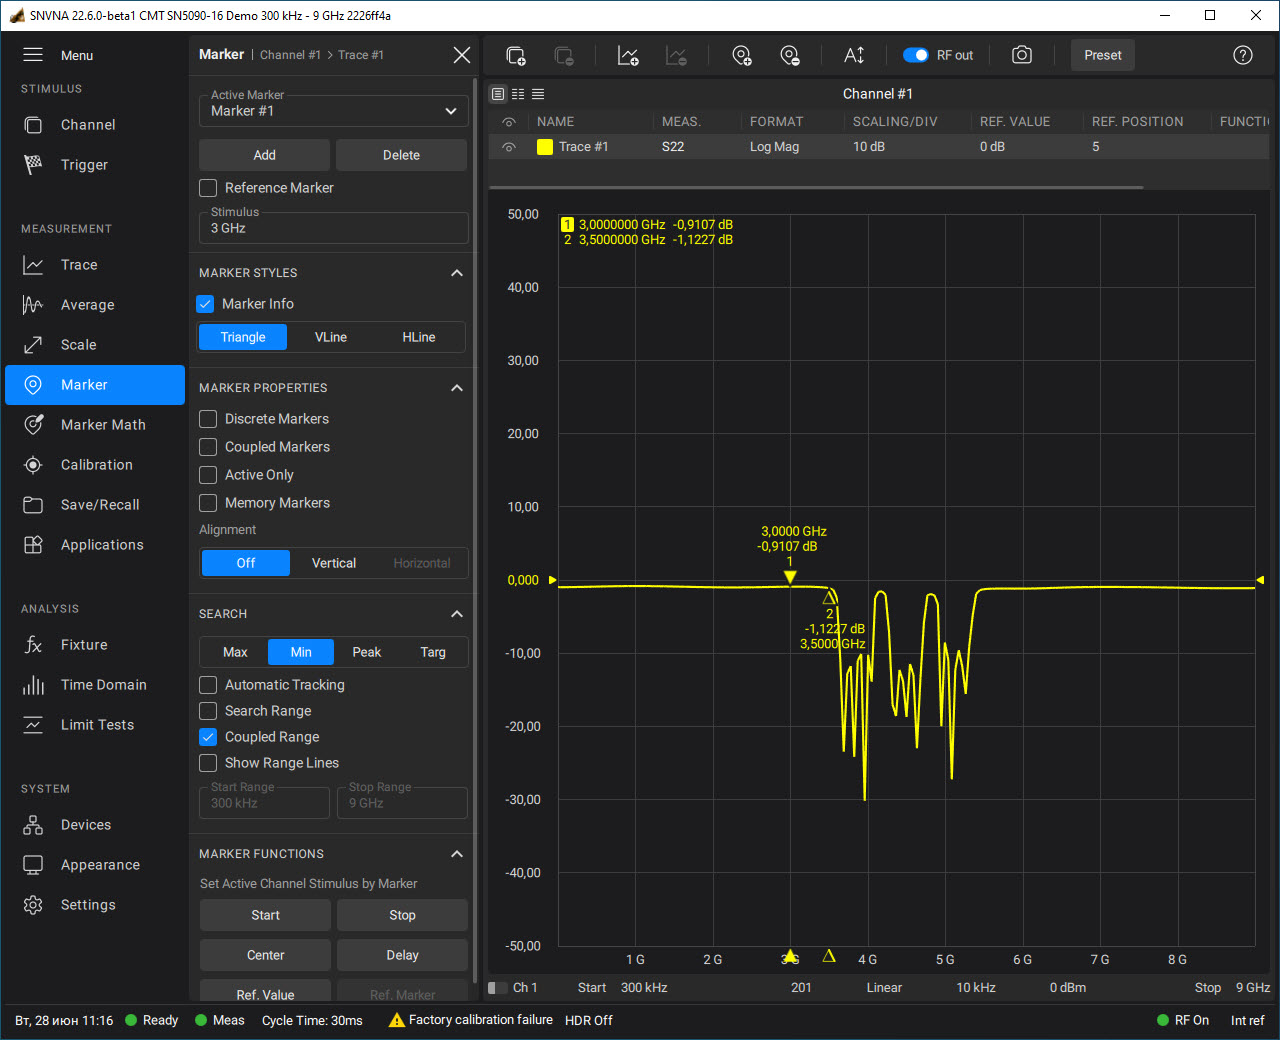 SNVNA 22.6.0-beta1 CMT SN5090-16 Demo 300 kHz - 9 GHz 2226ff4a
Menu
STIMULUS
Channel
Trigger
MEASUREMENT
Trace
Average
Scale
Marker
Marker Math
Calibration
Save/Recall
Applications
ANALYSIS
Fixture
Time Domain
Limit Tests
SYSTEM
Devices
Appearance
Settings
Marker | Channel #1 > Trace #1
Active Marker
Marker #1
Add Delete
Reference Marker
Stimulus
3 GHz
MARKER STYLES
Marker Info
Triangle VLine HLine
MARKER PROPERTIES
Discrete Markers
Coupled Markers
Active Only
Memory Markers
Alignment
Off Vertical Horizontal
SEARCH
Max Min Peak Targ
Automatic Tracking
Search Range
Coupled Range
Show Range Lines
Start Range Stop Range
300 kHz 9 GHz
MARKER FUNCTIONS
Set Active Channel Stimulus by Marker
Start Stop
Center Delay
Ref. Value Ref. Marker
RF out Preset
Channel #1
NAME MEAS. FORMAT SCALING/DIV REF. VALUE REF. POSITION FUNCTI
Trace #1 S22 Log Mag 10 dB 0 dB 5
50,00
1 3,0000000 GHz -0,9107 dB
2 3,5000000 GHz -1,1227 dB
40,00
30,00
20,00
10,00
3,0000 GHz
-0,9107 dB
1
0,000
2
-1,1227 dB
3,5000 GHz
-10,00
-20,00
-30,00
-40,00
-50,00
1 G 2 G 3 G 4 G 5 G 6 G 7 G 8 G
Ch 1 Start 300 kHz 201 Linear 10 kHz 0 dBm Stop 9 GHz
Вт, 28 июн 11:16 Ready Meas Cycle Time: 30ms Factory calibration failure HDR Off RF On Int ref